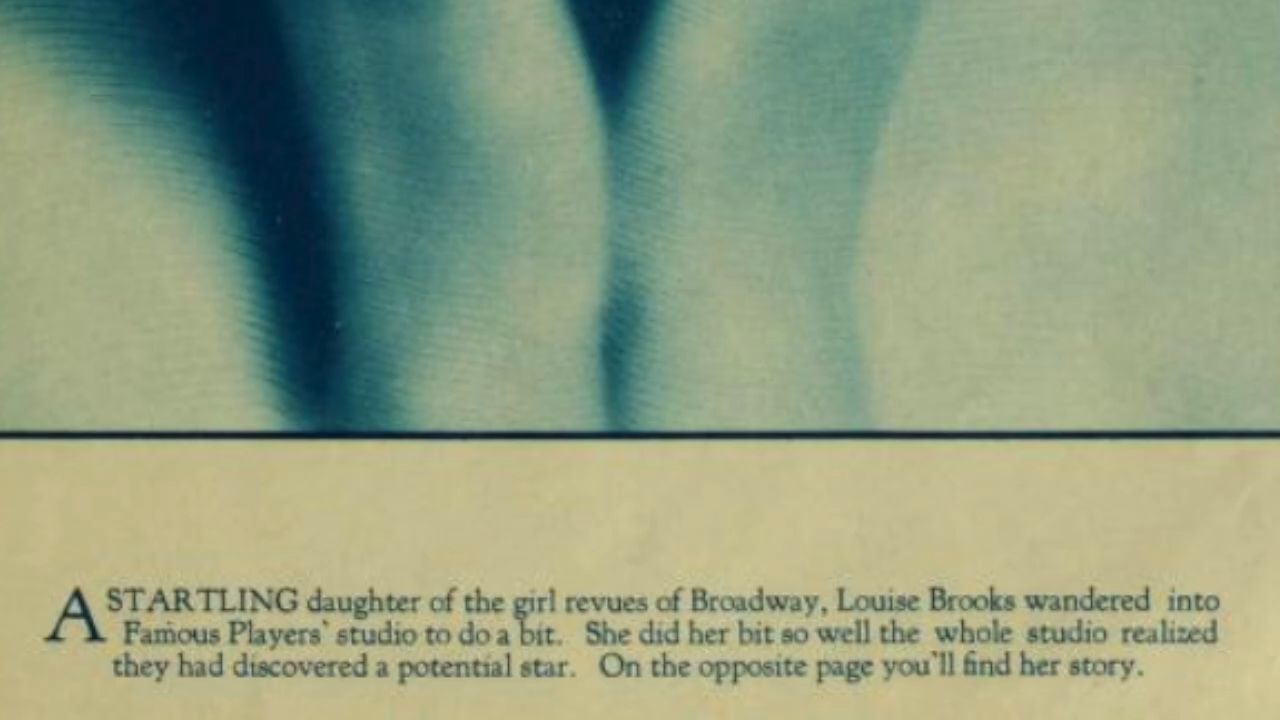 A STARTLING daughter of the girl revues of Broadway, Louise Brooks wandered into
Famous Players' studio to do a bit. She did her bit so well the whole studio realized
they had discovered a potential star. On the opposite page you'll find her story.